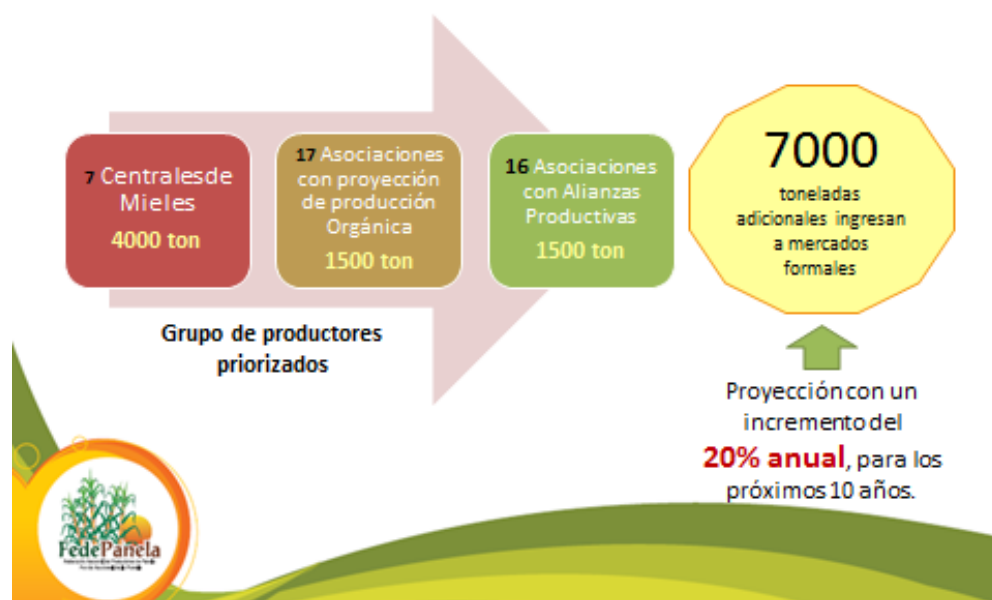 7 Centralesde
Mieles
4000 ton
17 Asociaciones
con proyección
de producción
Orgánica
1500 ton
16 Asociaciones
con Alianzas
Productivas
1500 ton
7000
toneladas
adicionales ingresan
a mercados
formales
Grupo de productores
priorizados
Proyección con un
incremento del
20% anual, para los
próximos 10 años.
FedePanela